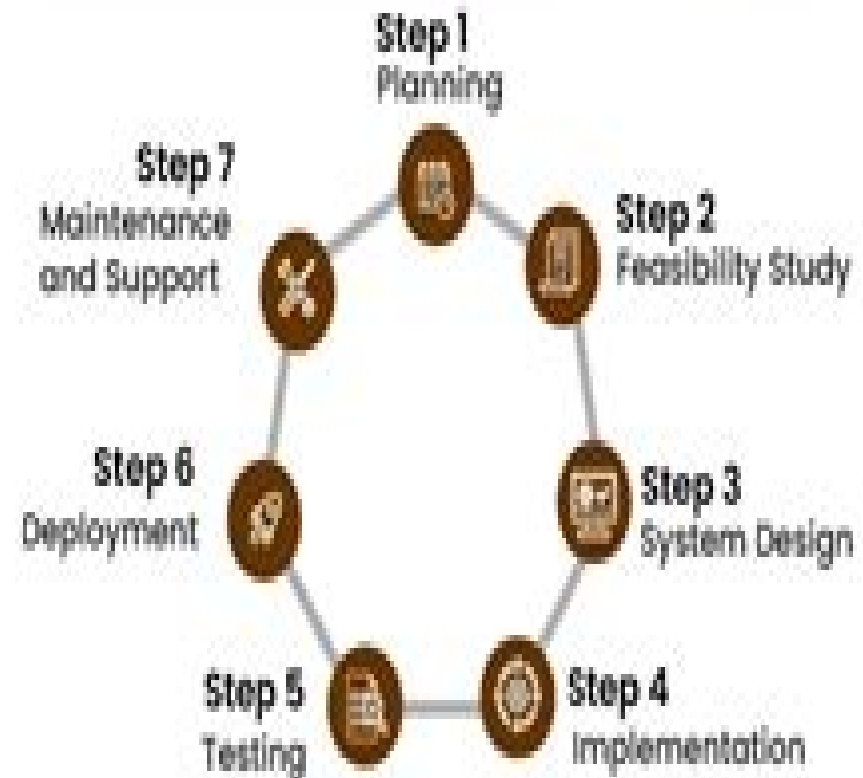 Step 1
Planning
Step 2
Feasibility Study
Step 3
System Design
Step 4
Implementation
Step 5
Testing
Step 6
Deployment
Step 7
Maintenance
and Support